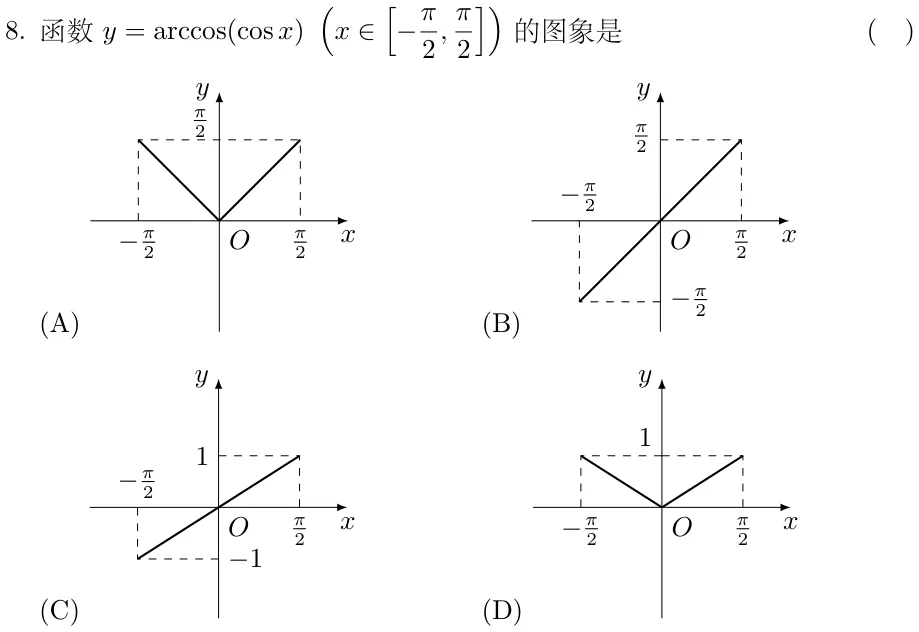 8. 函数 y = arccos(cos x) (x ∈ [−π/2, π/2]) 的图象是 ( )
y
π/2
−π/2 O π/2 x
(A)
y
π/2
−π/2
O π/2 x
−π/2
(B)
y
1
−π/2
O π/2 x
−1
(C)
y
1
−π/2 O π/2 x
(D)